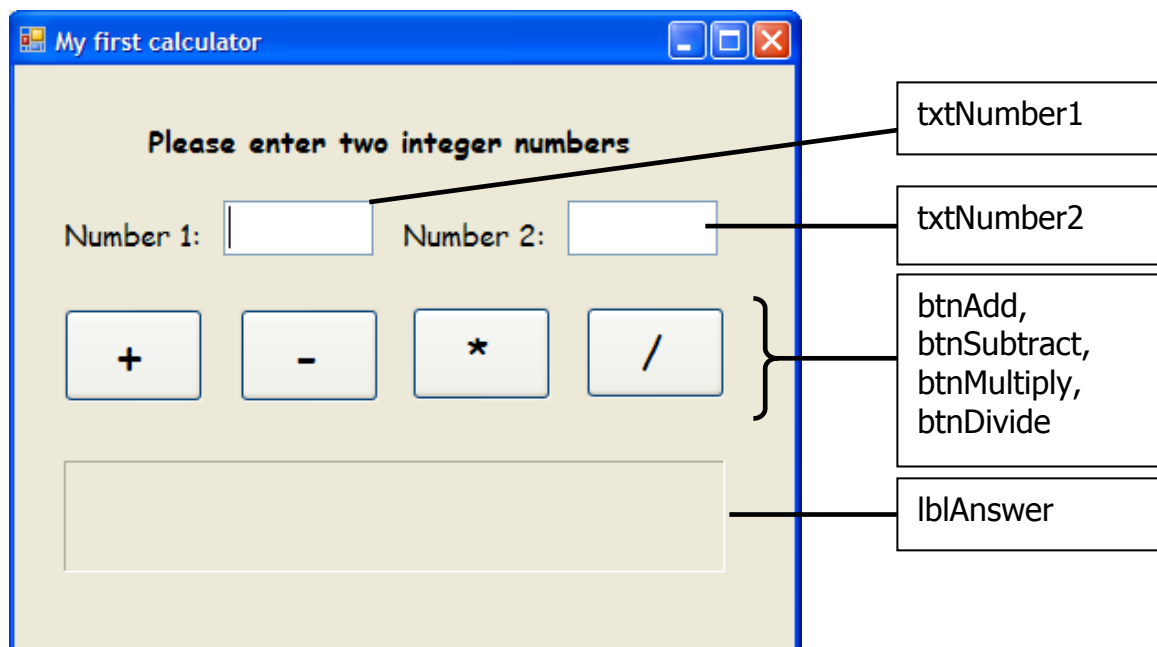 My first calculator
Please enter two integer numbers
Number 1:
Number 2:
+
-
*
/
txtNumber1
txtNumber2
btnAdd,
btnSubtract,
btnMultiply,
btnDivide
lblAnswer